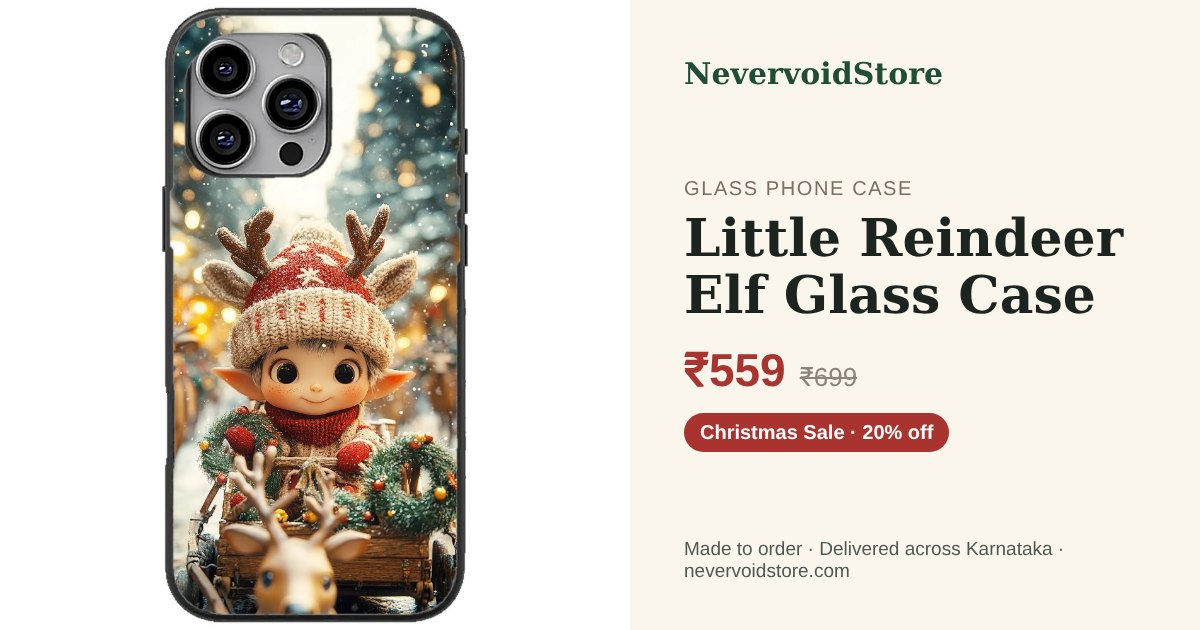 NevervoidStore
GLASS PHONE CASE
Little Reindeer
Elf Glass Case
₹559 ₹699
Christmas Sale · 20% off
Made to order · Delivered across Karnataka ·
nevervoidstore.com